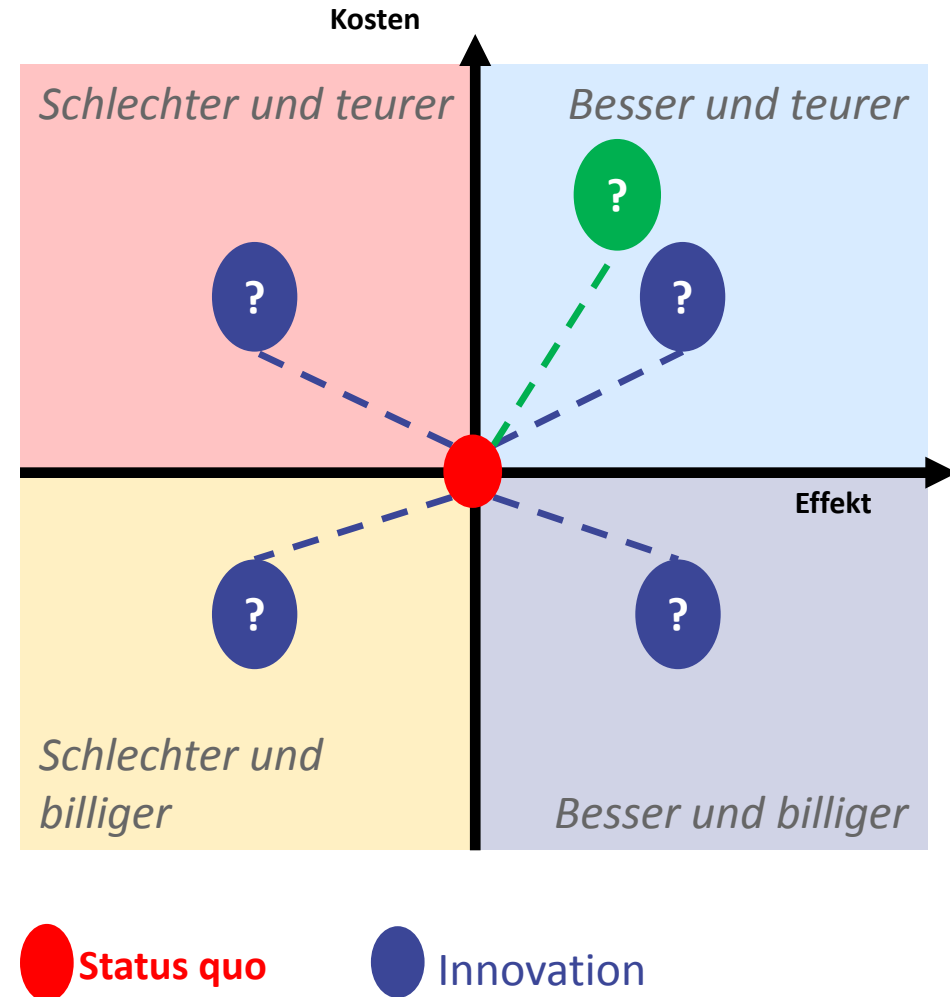 Kosten
Schlechter und teurer
Besser und teurer
?
?
?
Effekt
?
?
Schlechter und
billiger
Besser und billiger
Status quo
Innovation